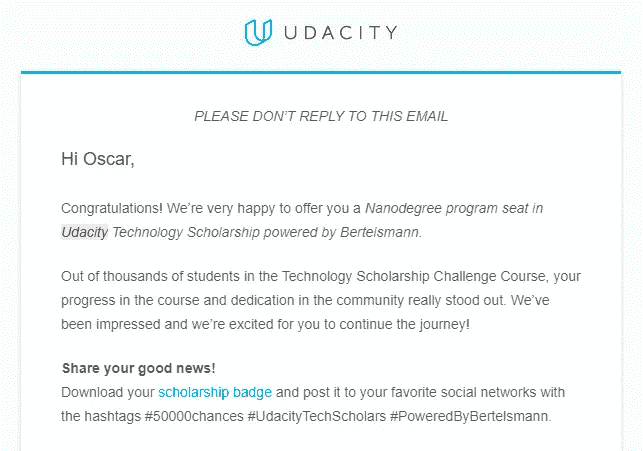 UDACITY
PLEASE DON'T REPLY TO THIS EMAIL
Hi Oscar,
Congratulations! We're very happy to offer you a Nanodegree program seat in
Udacity Technology Scholarship powered by Bertelsmann.
Out of thousands of students in the Technology Scholarship Challenge Course, your
progress in the course and dedication in the community really stood out. We've
been impressed and we're excited for you to continue the journey!
Share your good news!
Download your scholarship badge and post it to your favorite social networks with
the hashtags #50000chances #UdacityTechScholars #PoweredByBertelsmann.